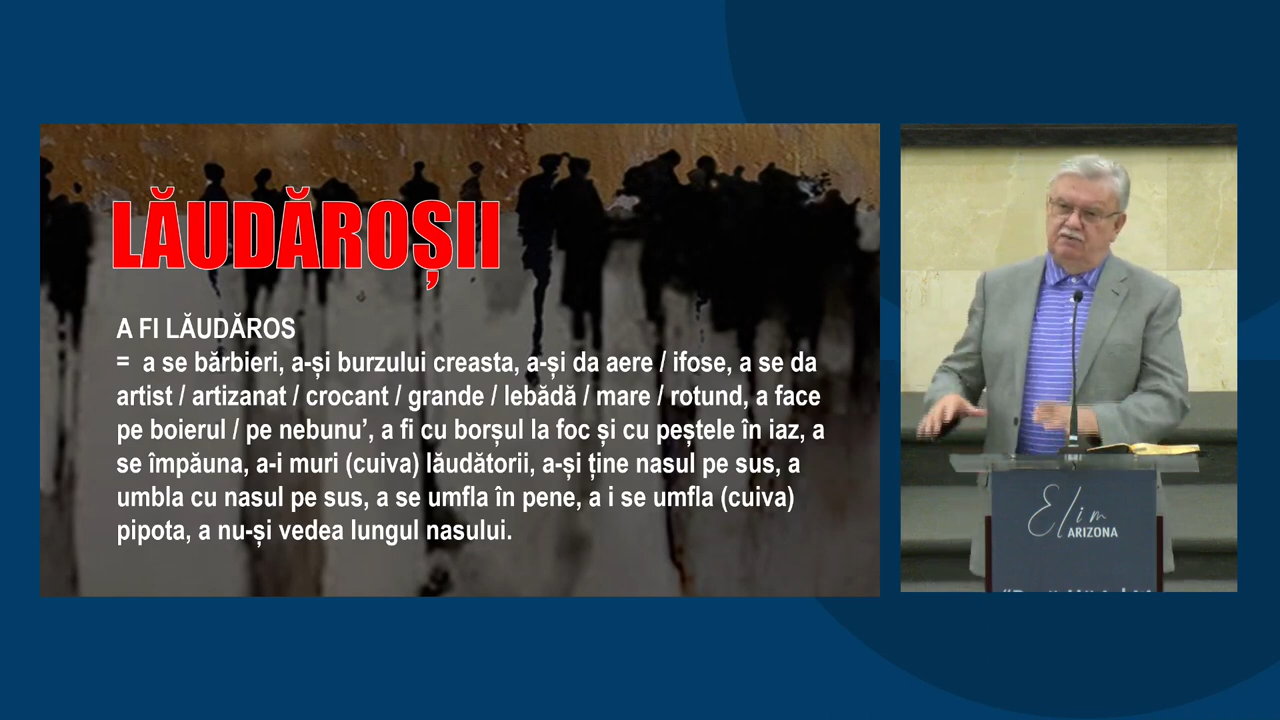 LĂUDĂROȘII
A FI LĂUDĂROS
= a se bărbieri, a-și burzului creasta, a-și da aere / ifose, a se da
artist / artizanat / crocant / grande / lebădă / mare / rotund, a face
pe boierul / pe nebunu’, a fi cu borșul la foc și cu peștele în iaz, a
se împăuna, a-i muri (cuiva) lăudătorii, a-și ține nasul pe sus, a
umbla cu nasul pe sus, a se umfla în pene, a i se umfla (cuiva)
pipota, a nu-și vedea lungul nasului.
Elim
ARIZONA